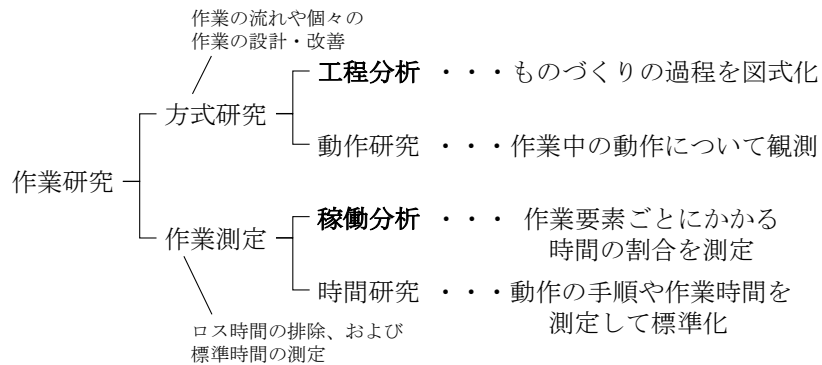 作業の流れや個々の
作業の設計・改善
工程分析 ・・・ものづくりの過程を図式化
方式研究
動作研究 ・・・作業中の動作について観測
作業研究
稼働分析 ・・・ 作業要素ごとにかかる
時間の割合を測定
作業測定
時間研究 ・・・動作の手順や作業時間を
測定して標準化
ロス時間の排除、および
標準時間の測定